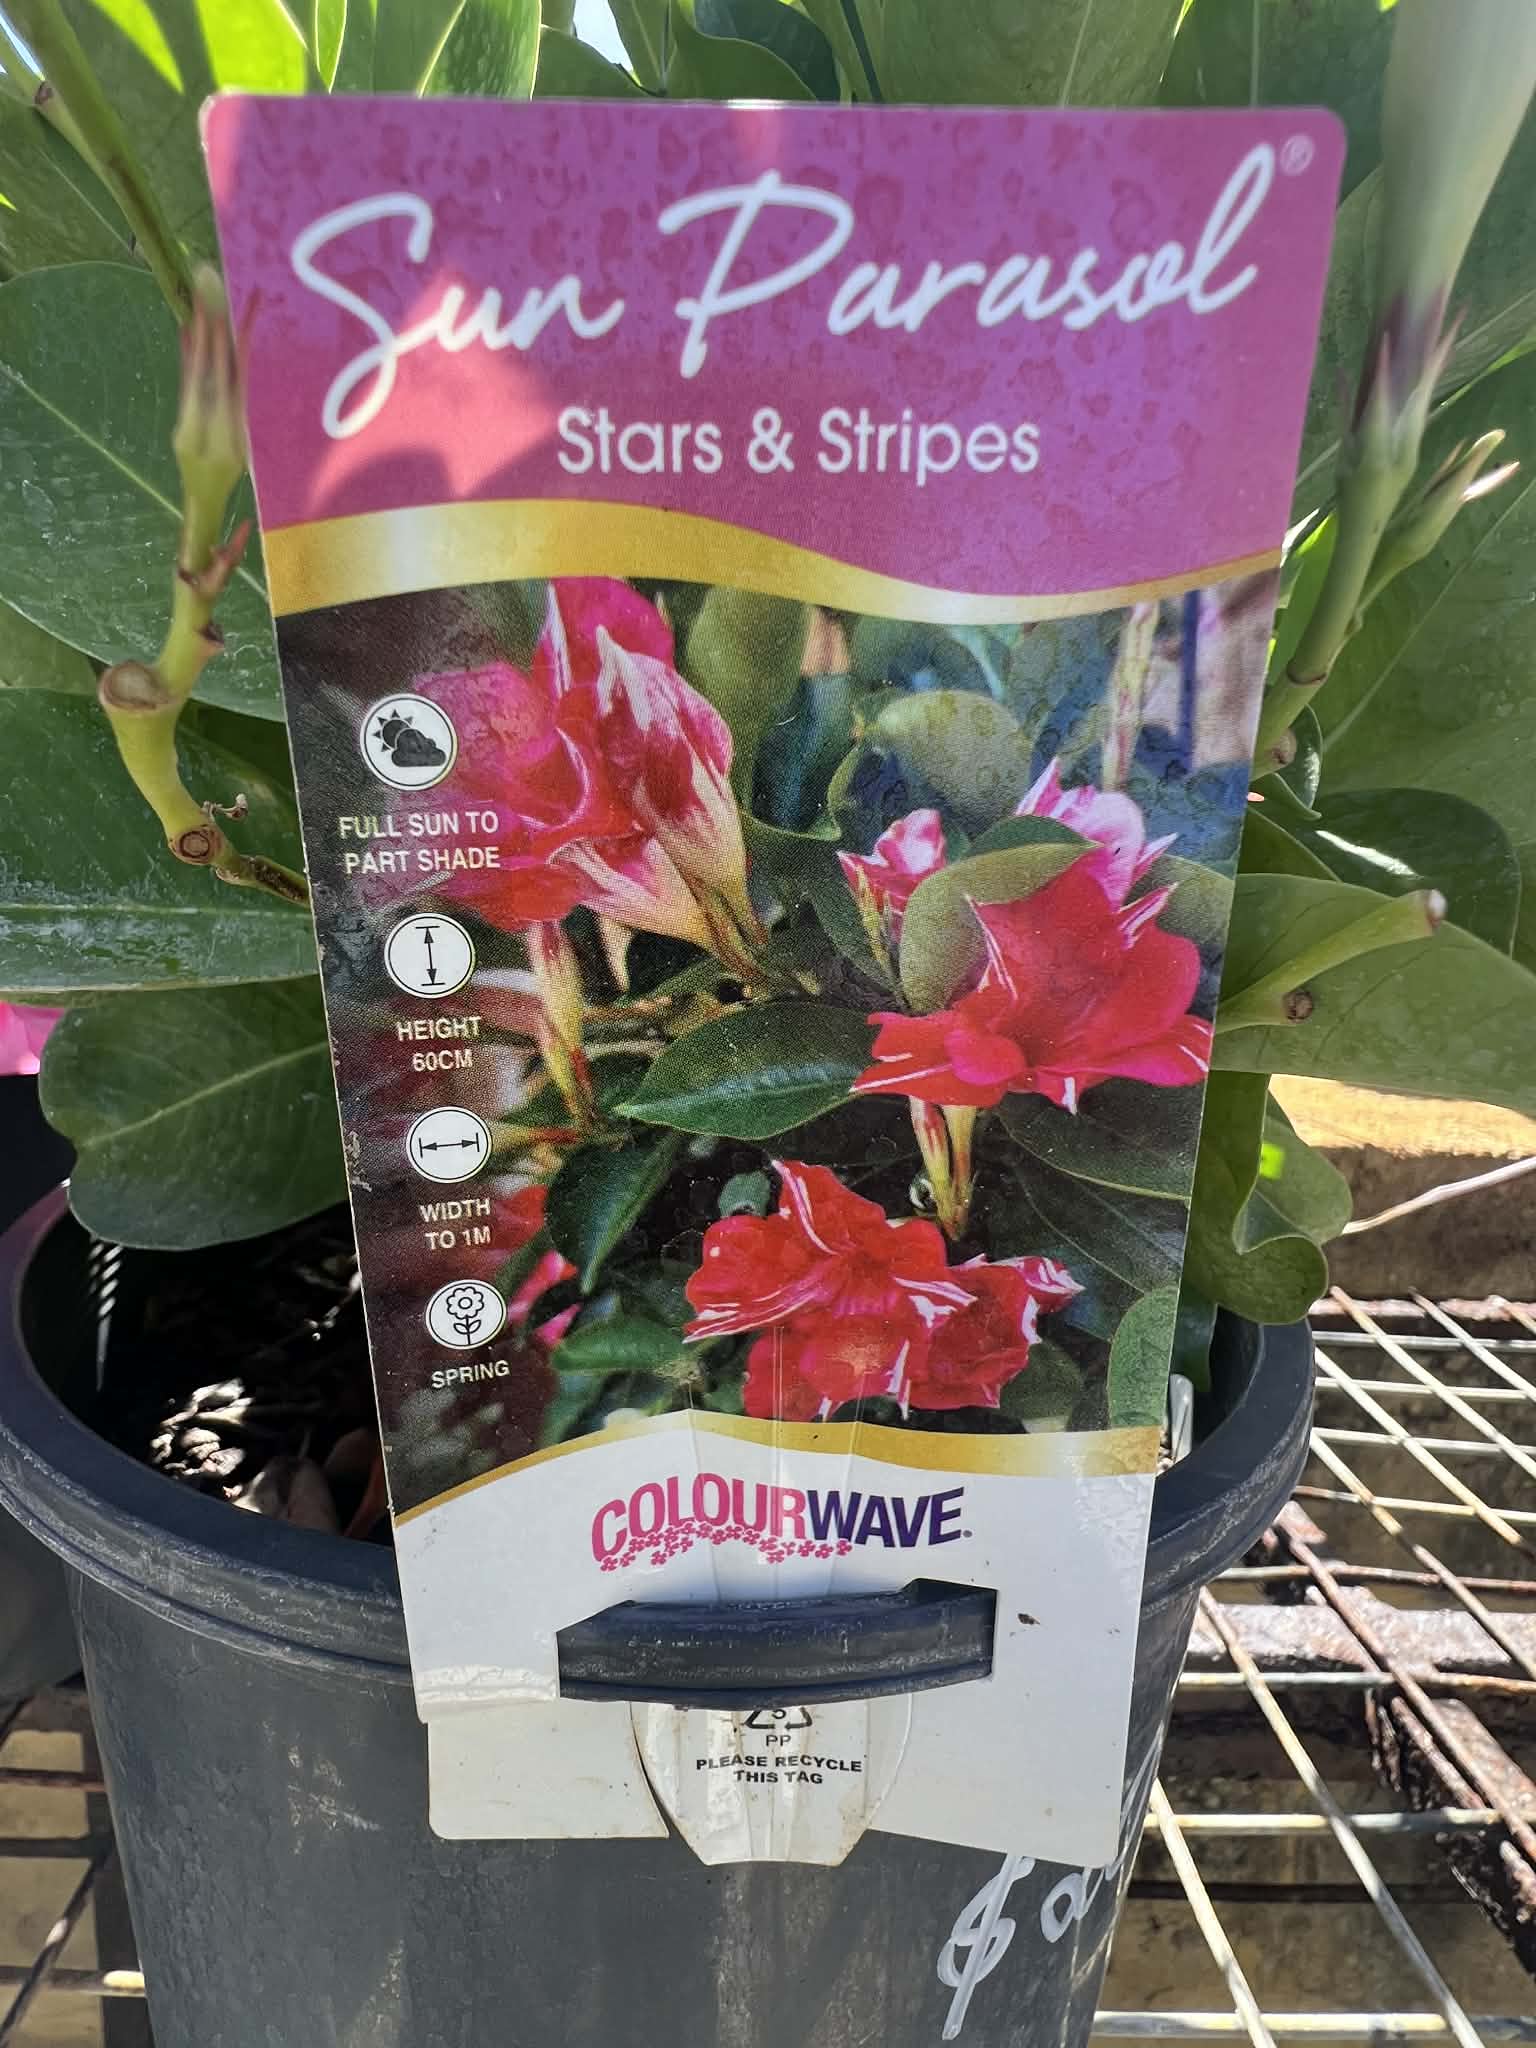 Sun Parasol®
Stars & Stripes
FULL SUN TO
PART SHADE
HEIGHT
60CM
WIDTH
TO 1M
SPRING
COLOURWAVE
5
PP
PLEASE RECYCLE
THIS TAG
$